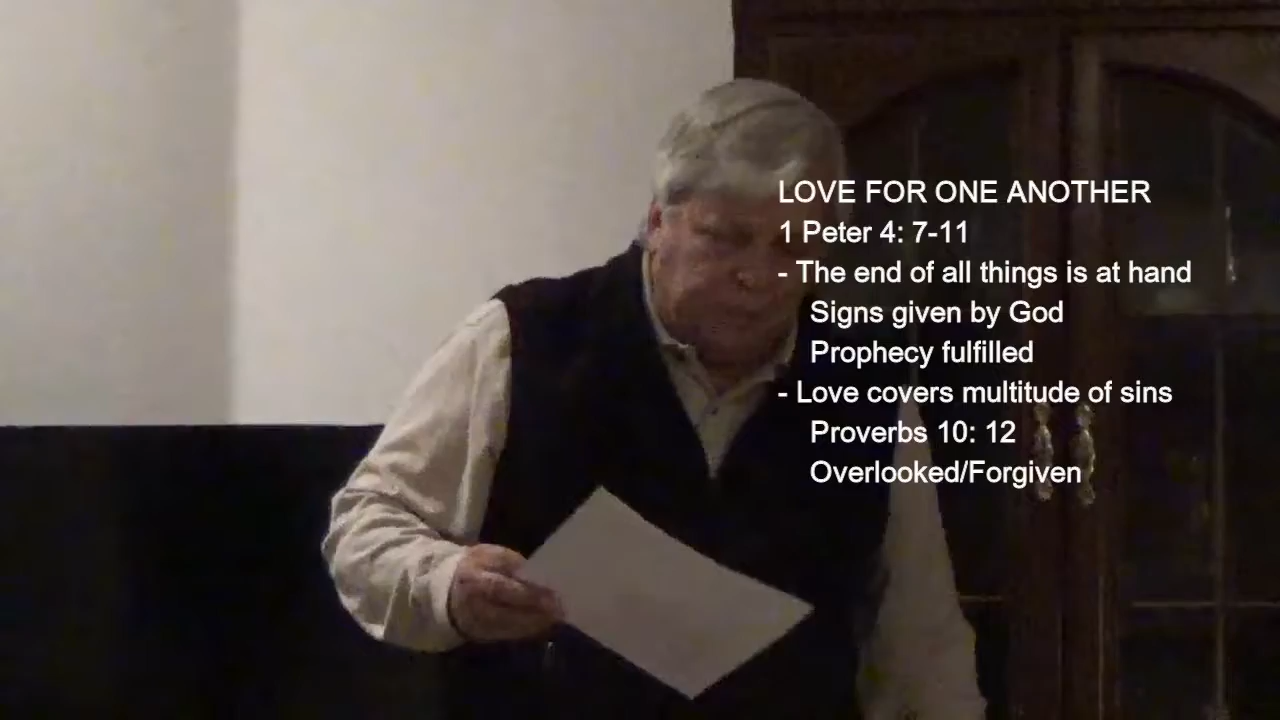 LOVE FOR ONE ANOTHER
1 Peter 4: 7-11
- The end of all things is at hand
Signs given by God
Prophecy fulfilled
- Love covers multitude of sins
Proverbs 10: 12
Overlooked/Forgiven